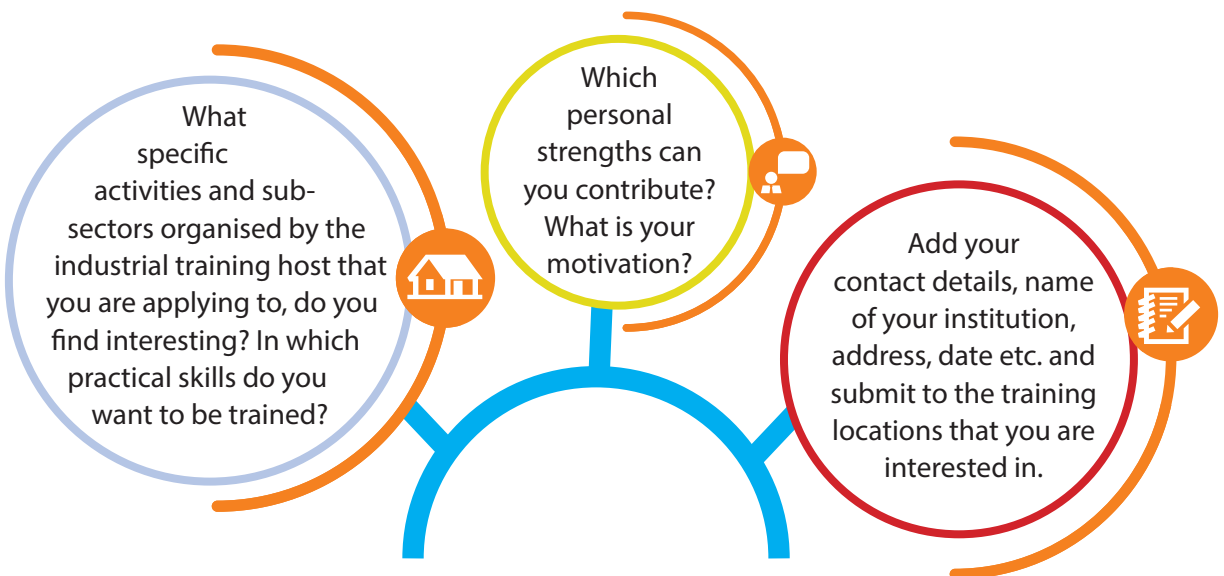 What
specific
activities and sub-
sectors organised by the
industrial training host that
you are applying to, do you
find interesting? In which
practical skills do you
want to be trained?
Which
personal
strengths can
you contribute?
What is your
motivation?
Add your
contact details, name
of your institution,
address, date etc. and
submit to the training
locations that you are
interested in.